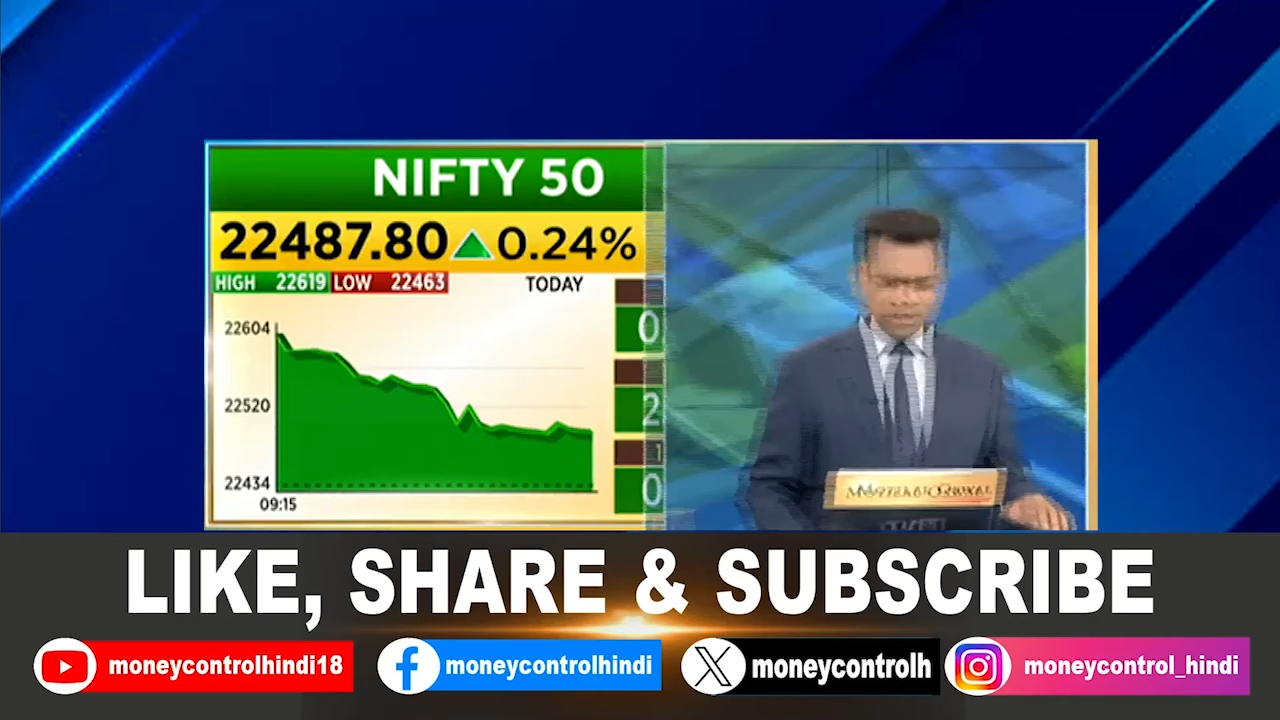 NIFTY 50
22487.80 ▲ 0.24%
HIGH 22619 LOW 22463 TODAY
22604
22520
22434
09:15
0
2
0
LIKE, SHARE & SUBSCRIBE
moneycontrolhindi18 moneycontrolhindi moneycontrolh moneycontrol_hindi